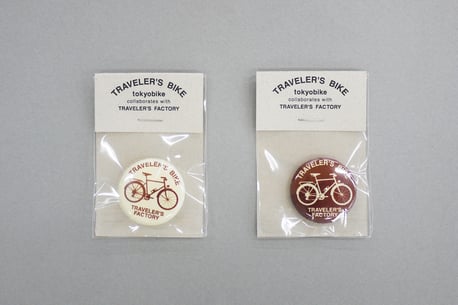 TRAVELER'S BIKE
tokyobike
collaborates with
TRAVELER'S FACTORY
TRAVELER'S BIKE
TRAVELER'S
FACTORY
TRAVELER'S BIKE
tokyobike
collaborates with
TRAVELER'S FACTORY
TRAVELER'S
TRAVELER'S
FACTORY